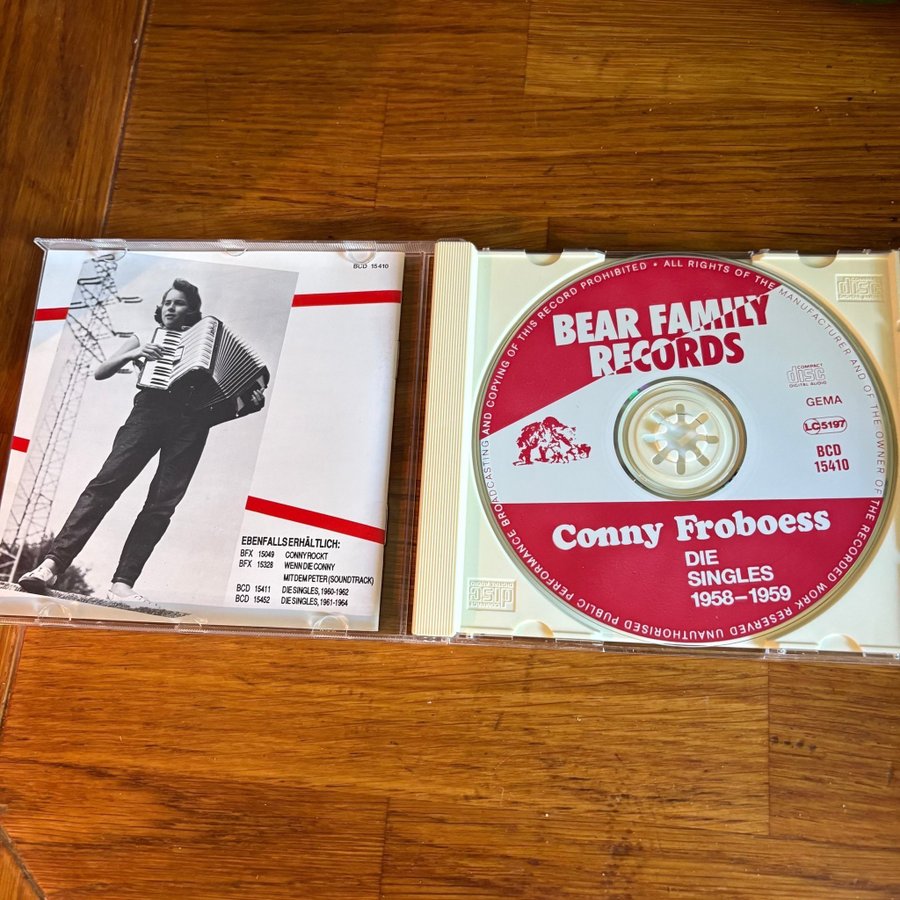 BCD 15410
EBENFALLS ERHÄLTLICH:
BFX 15049 CONNY ROCKT
BFX 15328 WENN DIE CONNY
MIT DEM PETER (SOUNDTRACK)
BCD 15411 DIE SINGLES, 1960-1962
BCD 15452 DIE SINGLES, 1961-1964
ALL RIGHTS OF THE MANUFACTURER AND OF THE OWNER OF THE RECORDED WORK RESERVED UNAUTHORISED PUBLIC PERFORMANCE BROADCASTING AND COPYING OF THIS RECORD PROHIBITED •
BEAR FAMILY
RECORDS
COMPACT
disc
DIGITAL AUDIO
GEMA
LC 5197
BCD
15410
Conny Froboess
DIE
SINGLES
1958–1959
disc
disc